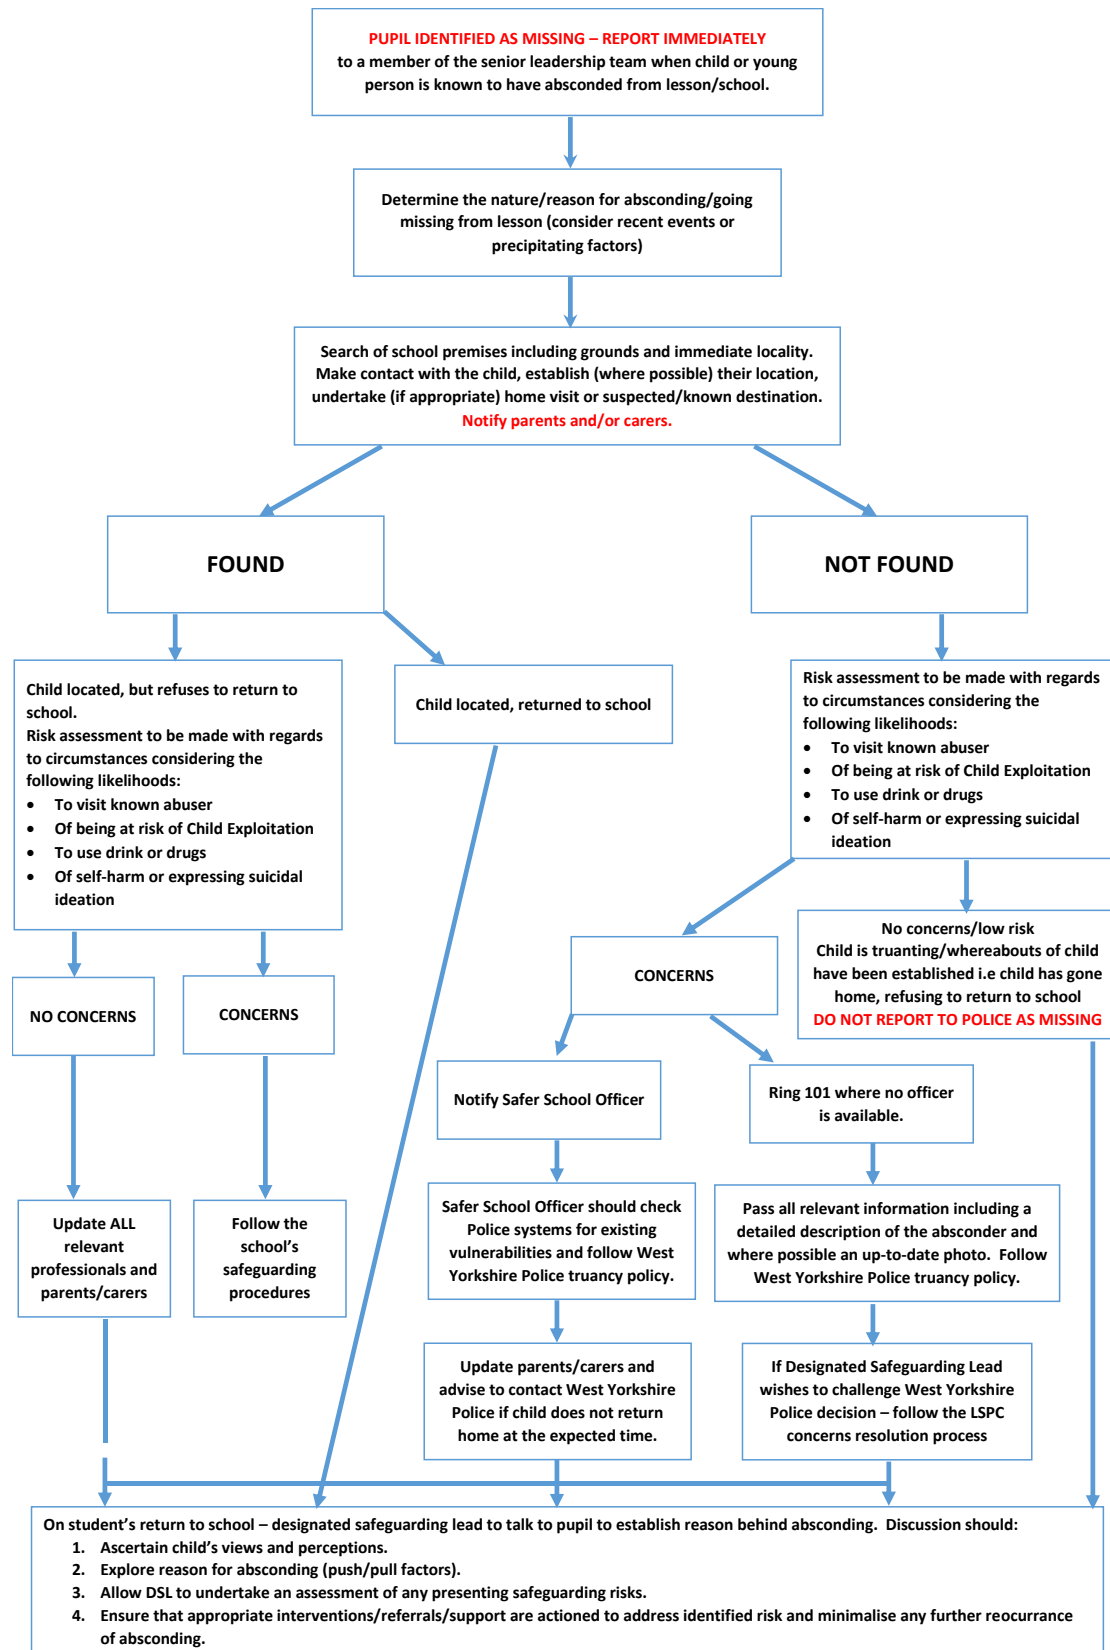 PUPIL IDENTIFIED AS MISSING – REPORT IMMEDIATELY
to a member of the senior leadership team when child or young
person is known to have absconded from lesson/school.
Determine the nature/reason for absconding/going
missing from lesson (consider recent events or
precipitating factors)
Search of school premises including grounds and immediate locality.
Make contact with the child, establish (where possible) their location,
undertake (if appropriate) home visit or suspected/known destination.
Notify parents and/or carers.
FOUND
NOT FOUND
Child located, but refuses to return to
school.
Risk assessment to be made with regards
to circumstances considering the
following likelihoods:
• To visit known abuser
• Of being at risk of Child Exploitation
• To use drink or drugs
• Of self-harm or expressing suicidal
ideation
Child located, returned to school
Risk assessment to be made with regards
to circumstances considering the
following likelihoods:
• To visit known abuser
• Of being at risk of Child Exploitation
• To use drink or drugs
• Of self-harm or expressing suicidal
ideation
NO CONCERNS
CONCERNS
CONCERNS
No concerns/low risk
Child is truanting/whereabouts of child
have been established i.e child has gone
home, refusing to return to school
DO NOT REPORT TO POLICE AS MISSING
Notify Safer School Officer
Ring 101 where no officer
is available.
Update ALL
relevant
professionals and
parents/carers
Follow the
school's
safeguarding
procedures
Safer School Officer should check
Police systems for existing
vulnerabilities and follow West
Yorkshire Police truancy policy.
Pass all relevant information including a
detailed description of the absconder and
where possible an up-to-date photo.  Follow
West Yorkshire Police truancy policy.
Update parents/carers and
advise to contact West Yorkshire
Police if child does not return
home at the expected time.
If Designated Safeguarding Lead
wishes to challenge West Yorkshire
Police decision – follow the LSPC
concerns resolution process
On student's return to school – designated safeguarding lead to talk to pupil to establish reason behind absconding.  Discussion should:
1. Ascertain child's views and perceptions.
2. Explore reason for absconding (push/pull factors).
3. Allow DSL to undertake an assessment of any presenting safeguarding risks.
4. Ensure that appropriate interventions/referrals/support are actioned to address identified risk and minimalise any further reocurrance
of absconding.